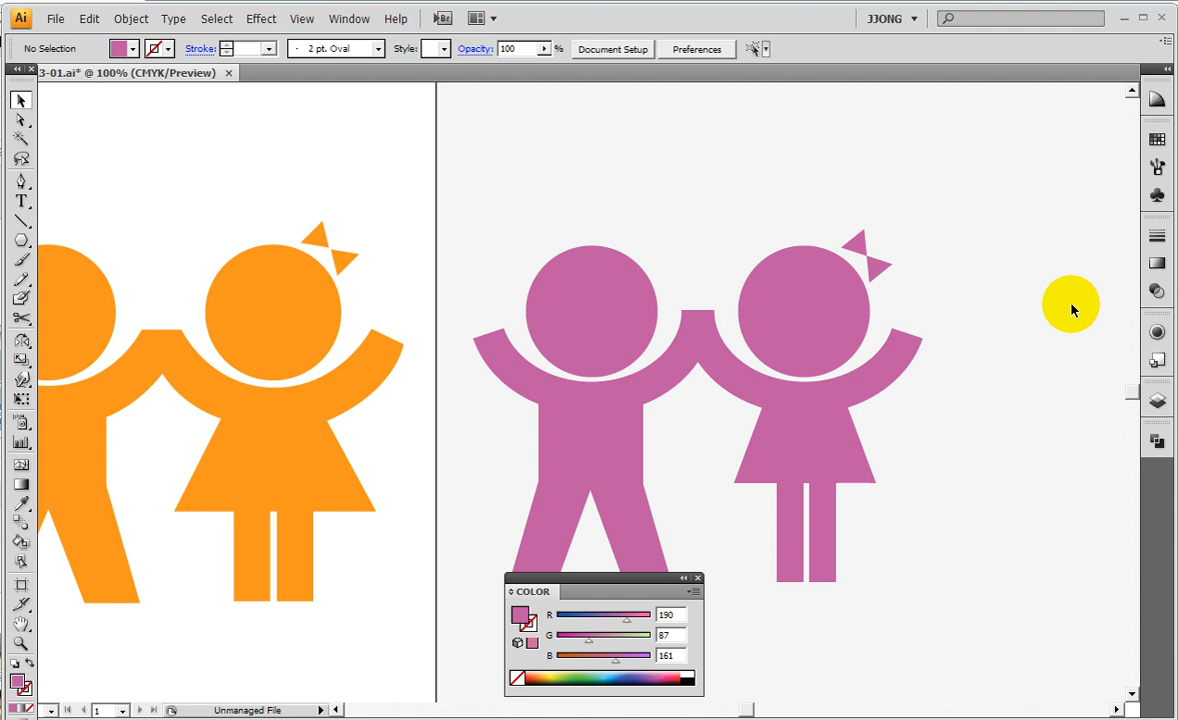 Ai File Edit Object Type Select Effect View Window Help Br JJONG
No Selection Stroke: 2 pt. Oval Style: Opacity: 100 % Document Setup Preferences
3-01.ai* @ 100% (CMYK/Preview)
T
COLOR
R 190
G 87
B 161
1 Unmanaged File